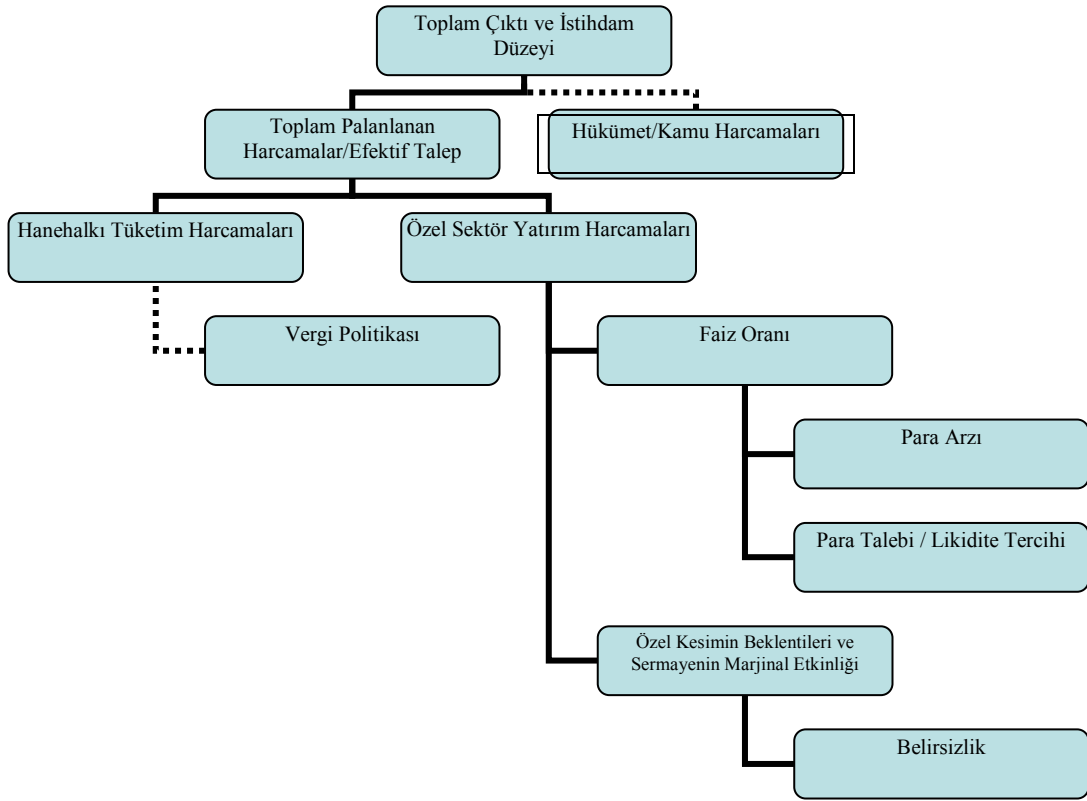 Toplam Çıktı ve İstihdam
Düzeyi
Toplam Palanlanan
Harcamalar/Efektif Talep
Hükümet/Kamu Harcamaları
Hanehalkı Tüketim Harcamaları
Özel Sektör Yatırım Harcamaları
Vergi Politikası
Faiz Oranı
Para Arzı
Para Talebi / Likidite Tercihi
Özel Kesimin Beklentileri ve
Sermayenin Marjinal Etkinliği
Belirsizlik